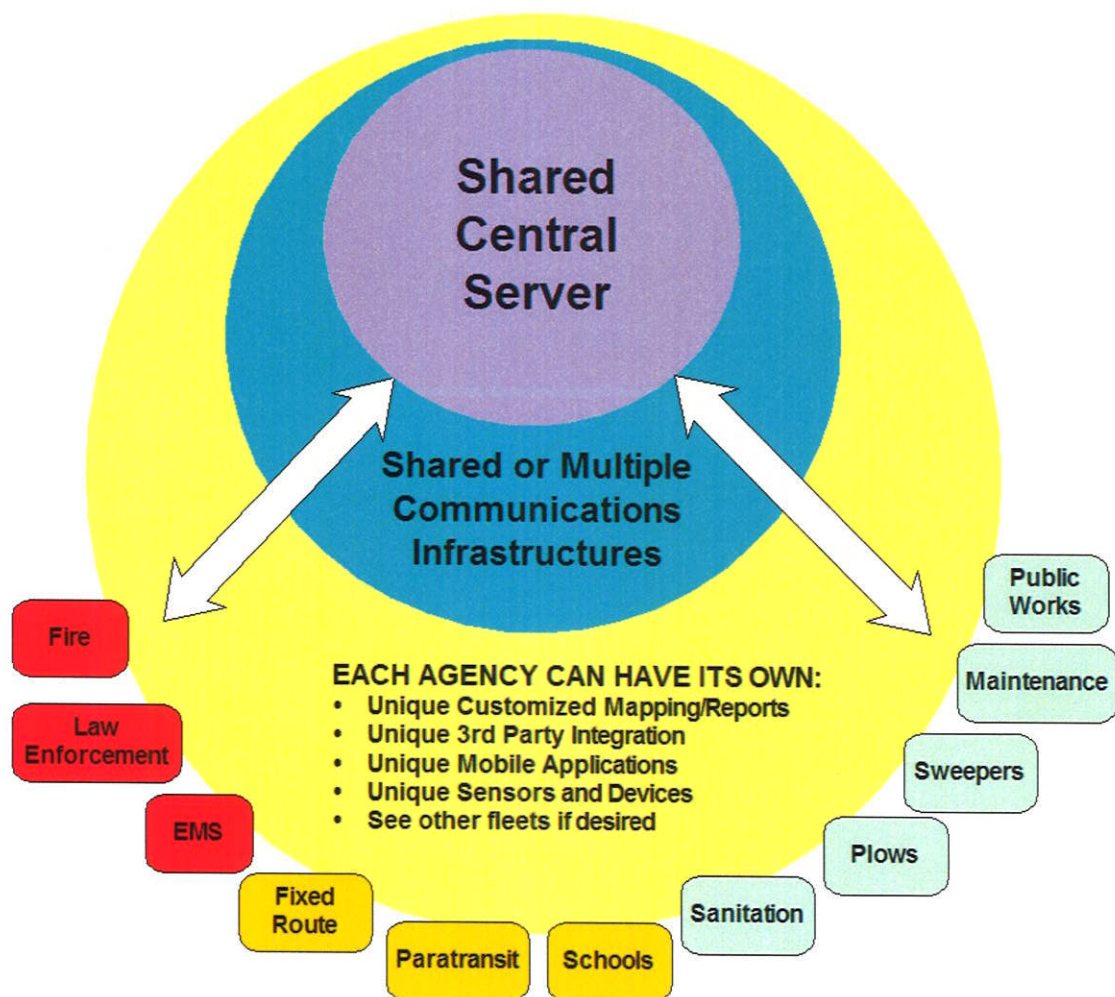 Shared
Central
Server
Shared or Multiple
Communications
Infrastructures
EACH AGENCY CAN HAVE ITS OWN:
• Unique Customized Mapping/Reports
• Unique 3rd Party Integration
• Unique Mobile Applications
• Unique Sensors and Devices
• See other fleets if desired
Fire
Law
Enforcement
EMS
Fixed
Route
Paratransit
Schools
Sanitation
Plows
Sweepers
Maintenance
Public
Works